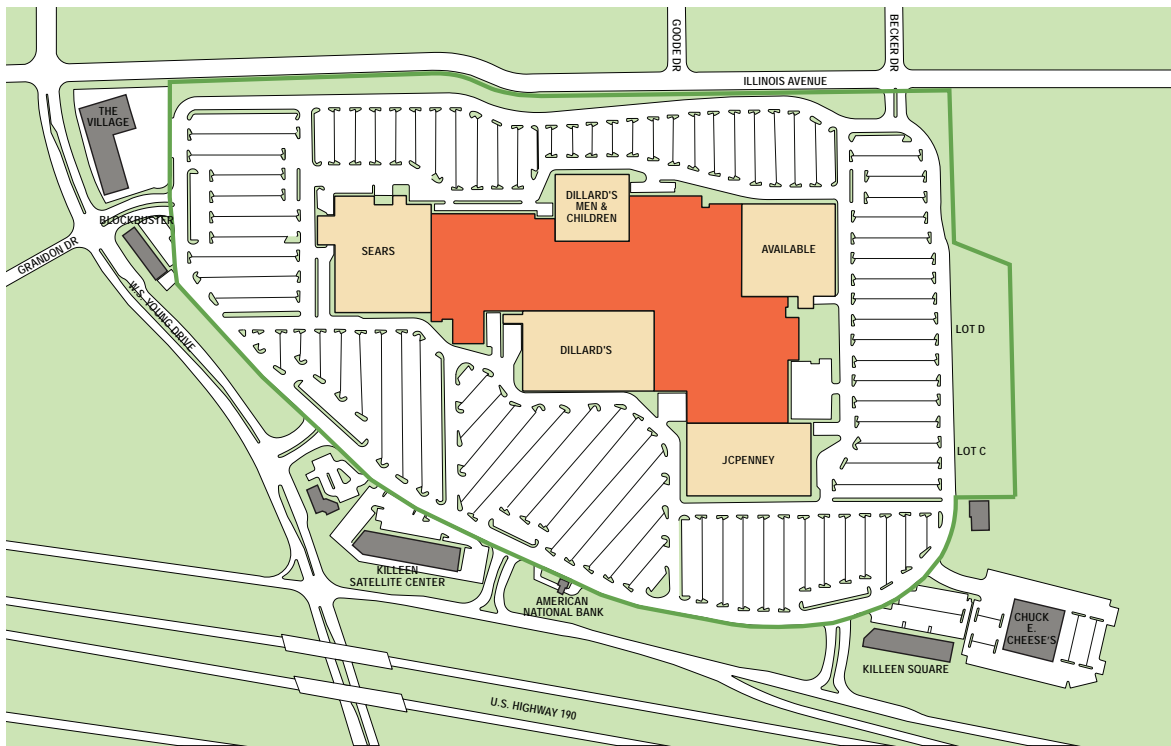 GOODE DR
BECKER DR
ILLINOIS AVENUE
THE
VILLAGE
DILLARD'S
MEN &
CHILDREN
BLOCKBUSTER
GRANDON DR
SEARS
AVAILABLE
W.S. YOUNG DRIVE
LOT D
DILLARD'S
LOT C
JCPENNEY
KILLEEN
SATELLITE CENTER
AMERICAN
NATIONAL BANK
CHUCK
E.
CHEESE'S
KILLEEN SQUARE
U.S. HIGHWAY 190